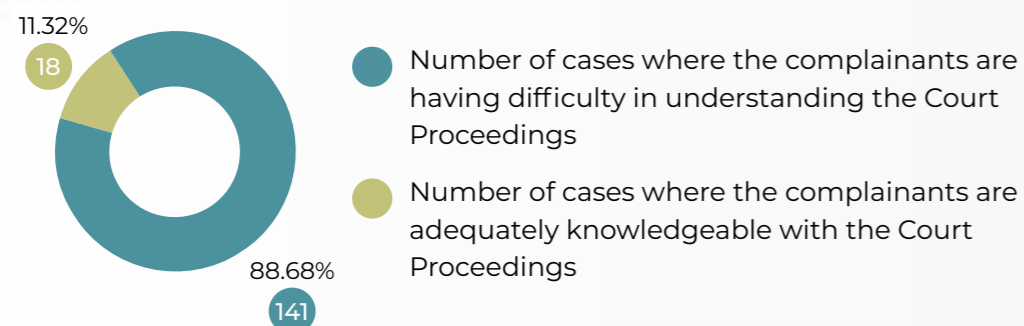 11.32%
18
Number of cases where the complainants are
having difficulty in understanding the Court
Proceedings
Number of cases where the complainants are
adequately knowledgeable with the Court
Proceedings
88.68%
141